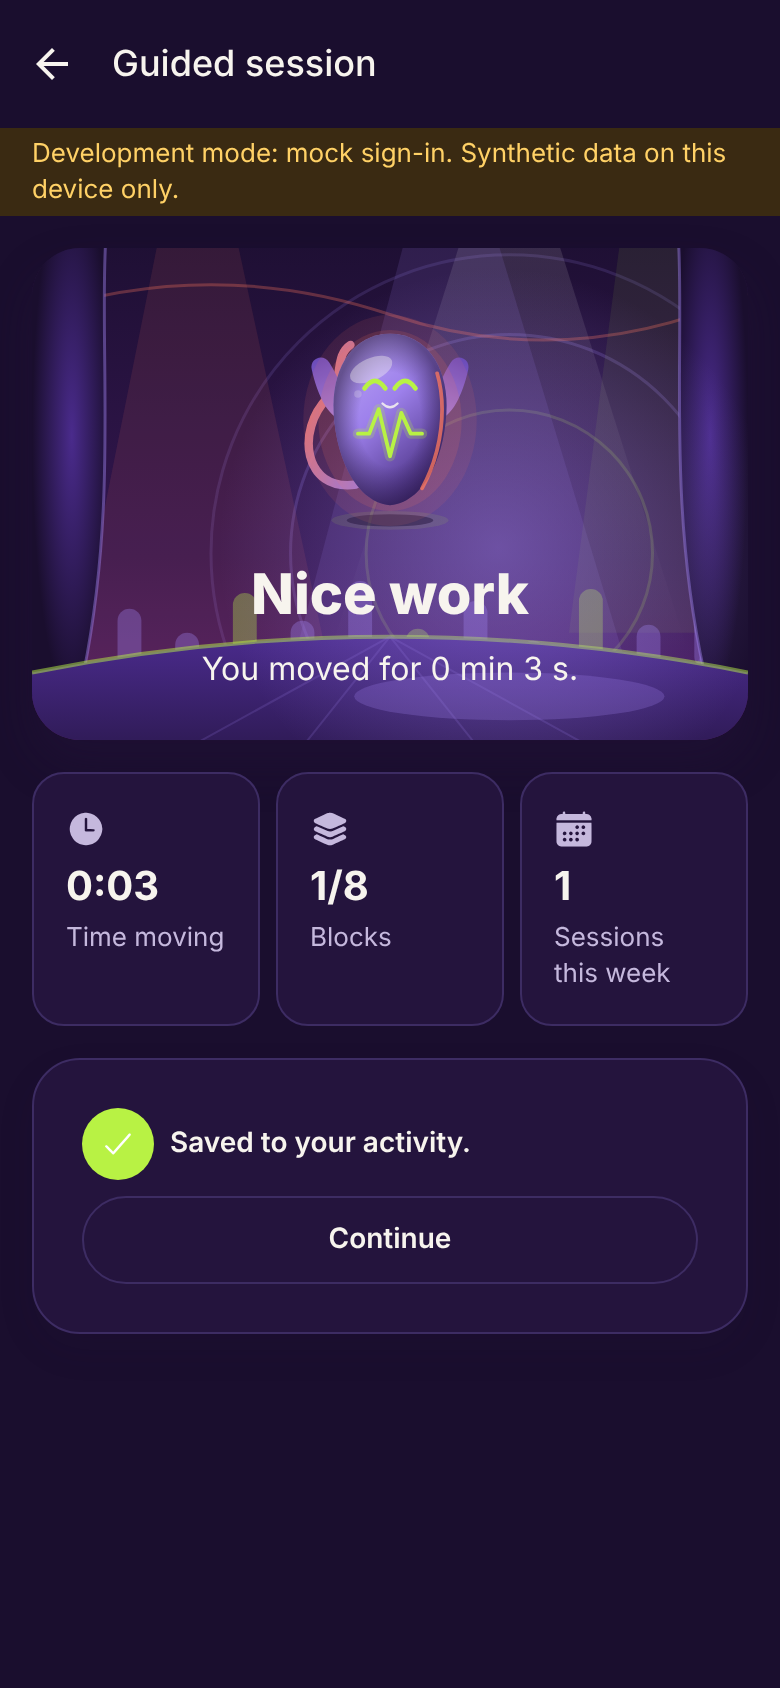 Guided session
Development mode: mock sign-in. Synthetic data on this
device only.
Nice work
You moved for 0 min 3 s.
0:03
Time moving
1/8
Blocks
1
Sessions
this week
Saved to your activity.
Continue